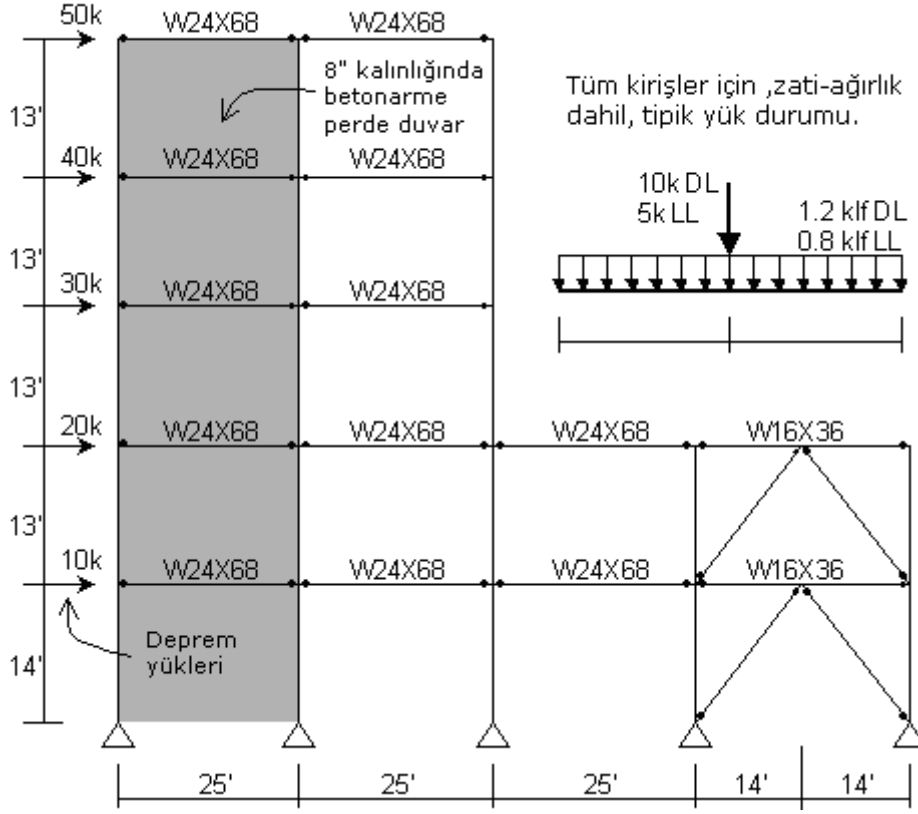 50k
W24X68
W24X68
8" kalınlığında
betonarme
perde duvar
Tüm kirişler için ,zati-ağırlık
dahil, tipik yük durumu.
13'
40k
W24X68
W24X68
10k DL
5k LL
1.2 klf DL
0.8 klf LL
13'
30k
W24X68
W24X68
13'
20k
W24X68
W24X68
W24X68
W16X36
13'
10k
W24X68
W24X68
W24X68
W16X36
Deprem
yükleri
14'
25'
25'
25'
14'
14'